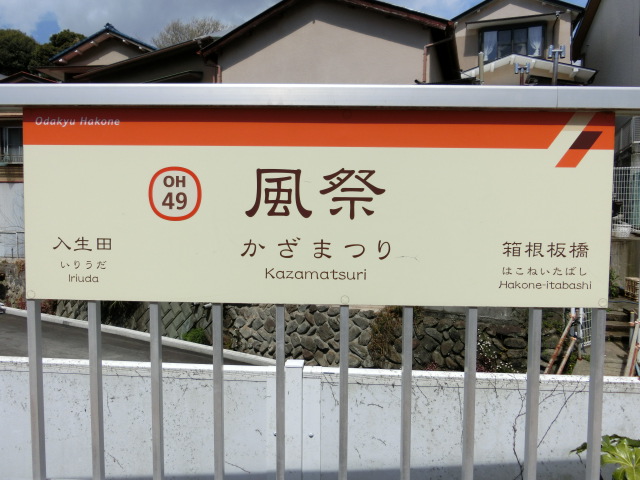 Odakyu Hakone
OH
49
風祭
かざまつり
Kazamatsuri
入生田
いりうだ
Iriuda
箱根板橋
はこねいたばし
Hakone-itabashi